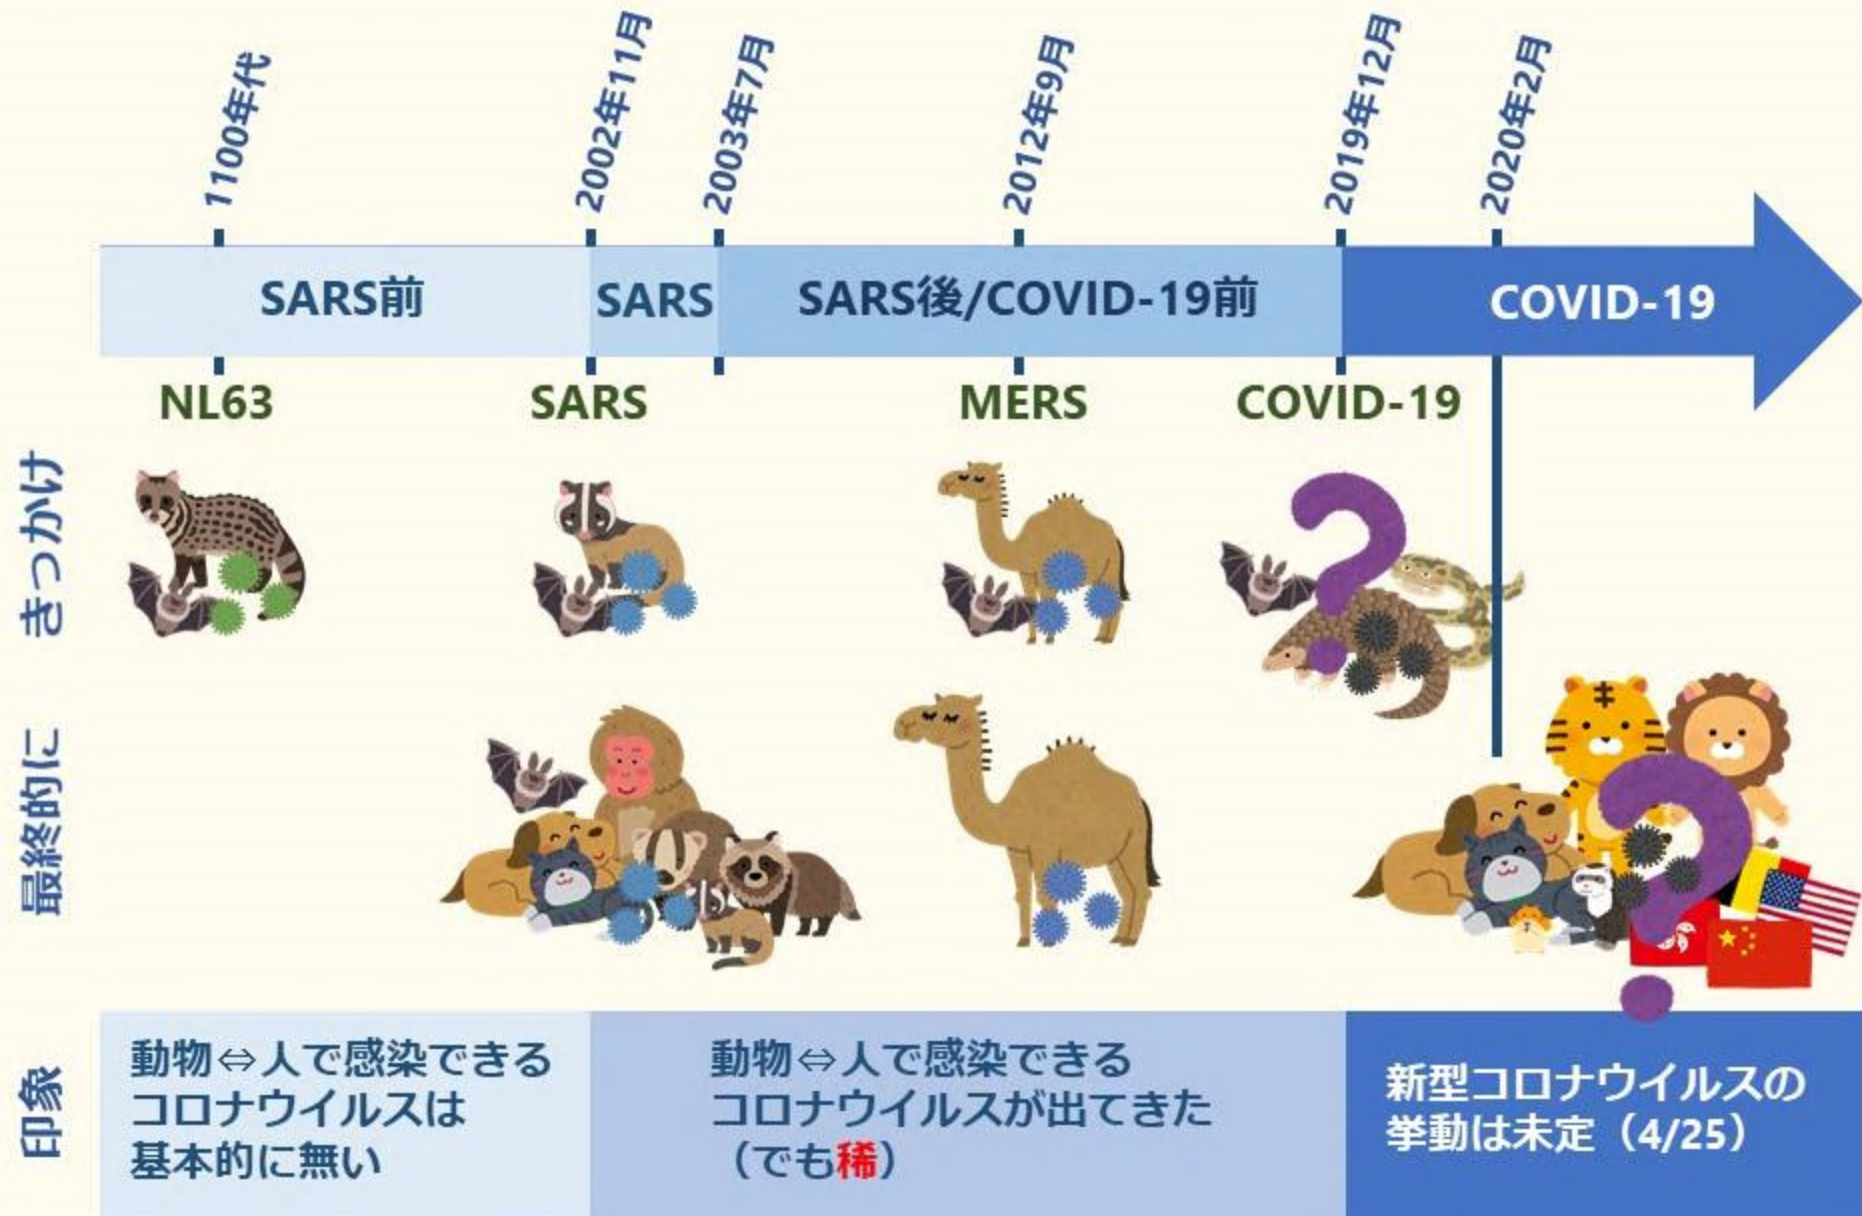 1100年代
2002年11月
2003年7月
2012年9月
2019年12月
2020年2月
SARS前
SARS
SARS後/COVID-19前
COVID-19
NL63
SARS
MERS
COVID-19
きっかけ
最終的に
印象
動物⇔人で感染できる
コロナウイルスは
基本的に無い
動物⇔人で感染できる
コロナウイルスが出てきた
（でも稀）
新型コロナウイルスの
挙動は未定（4/25）